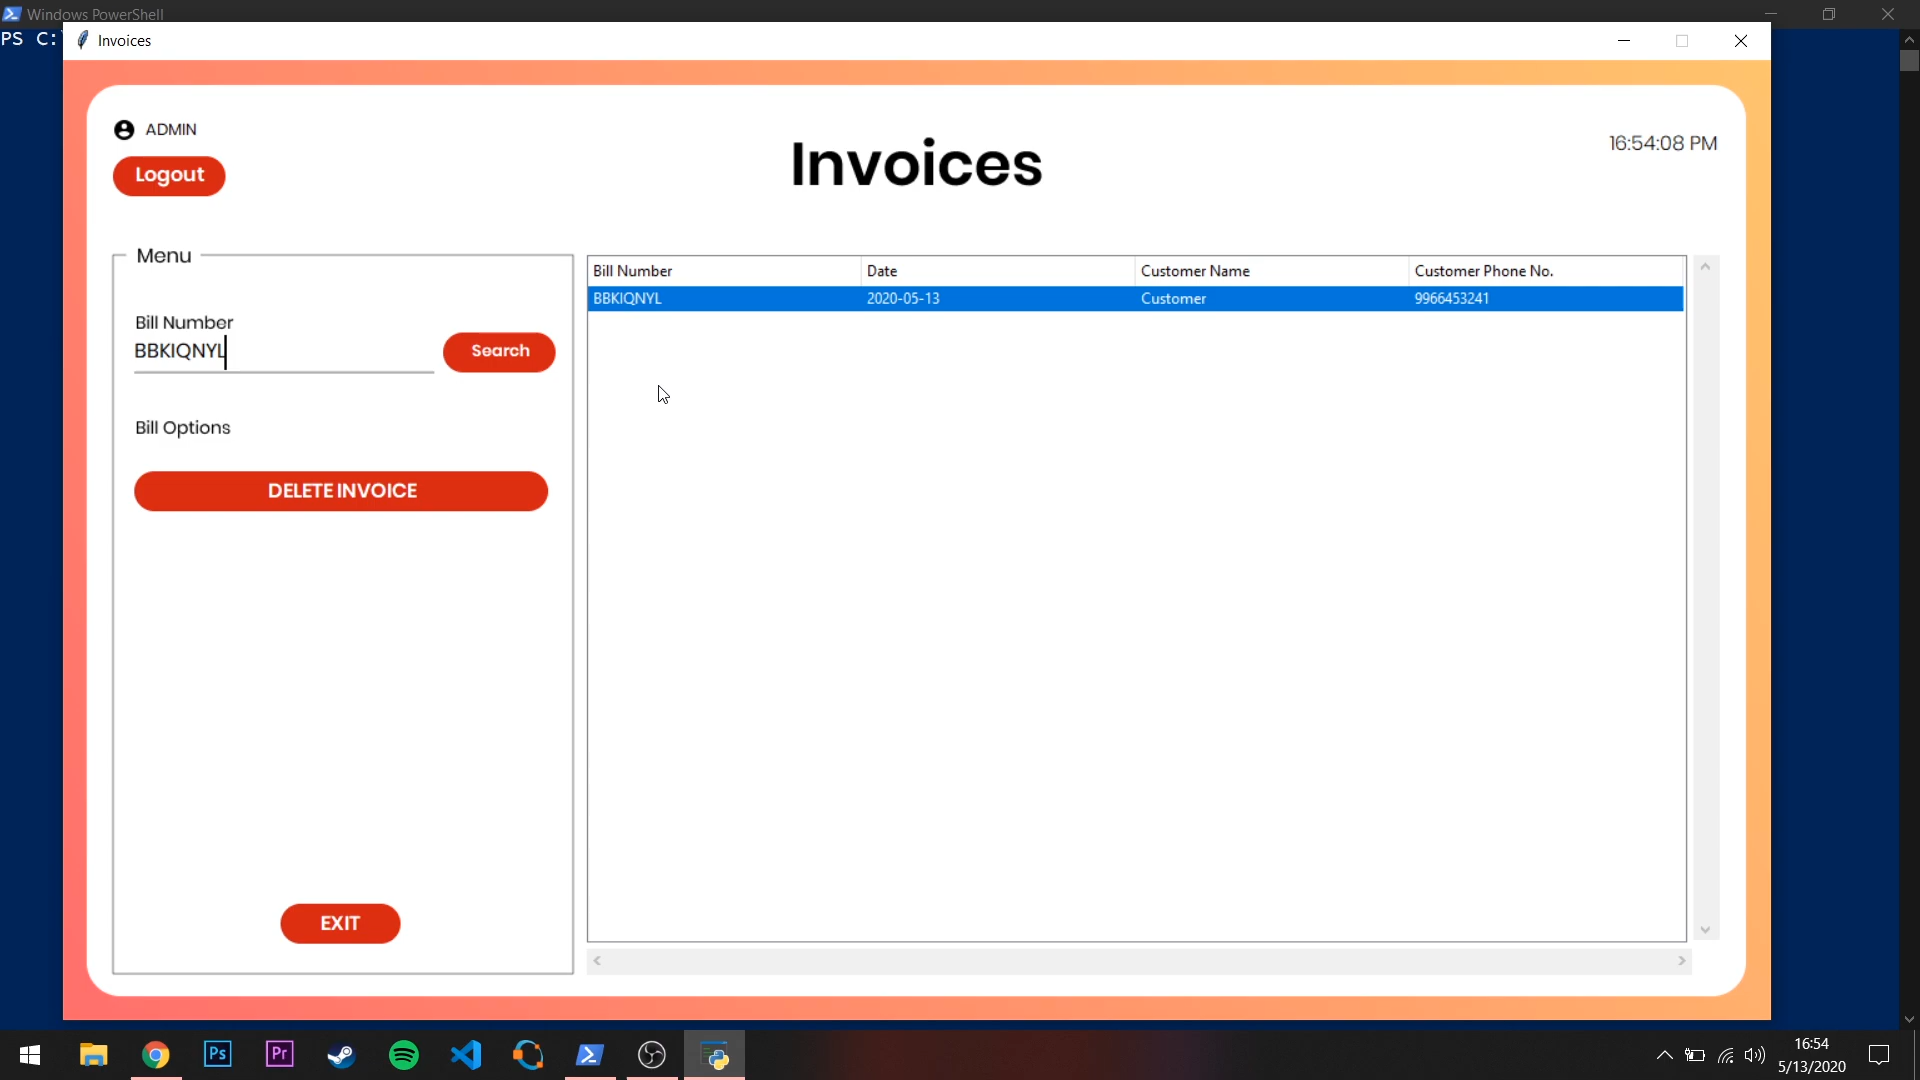 Windows PowerShell
PS C:\
Invoices
ADMIN
Logout
Invoices
16:54:08 PM
Menu
Bill Number
BBKIQNYL
Search
Bill Options
DELETE INVOICE
EXIT
Bill Number Date Customer Name Customer Phone No.
BBKIQNYL 2020-05-13 Customer 9966453241
Ps Pr
16:54
5/13/2020